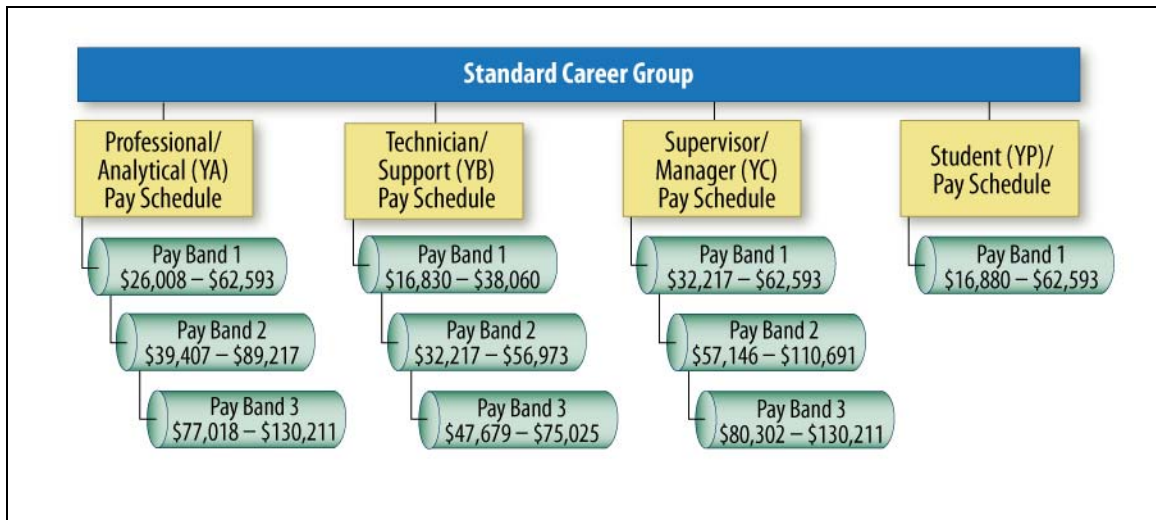 Standard Career Group
Professional/
Analytical (YA)
Pay Schedule
Pay Band 1
$26,008 – $62,593
Pay Band 2
$39,407 – $89,217
Pay Band 3
$77,018 – $130,211
Technician/
Support (YB)
Pay Schedule
Pay Band 1
$16,830 – $38,060
Pay Band 2
$32,217 – $56,973
Pay Band 3
$47,679 – $75,025
Supervisor/
Manager (YC)
Pay Schedule
Pay Band 1
$32,217 – $62,593
Pay Band 2
$57,146 – $110,691
Pay Band 3
$80,302 – $130,211
Student (YP)/
Pay Schedule
Pay Band 1
$16,880 – $62,593